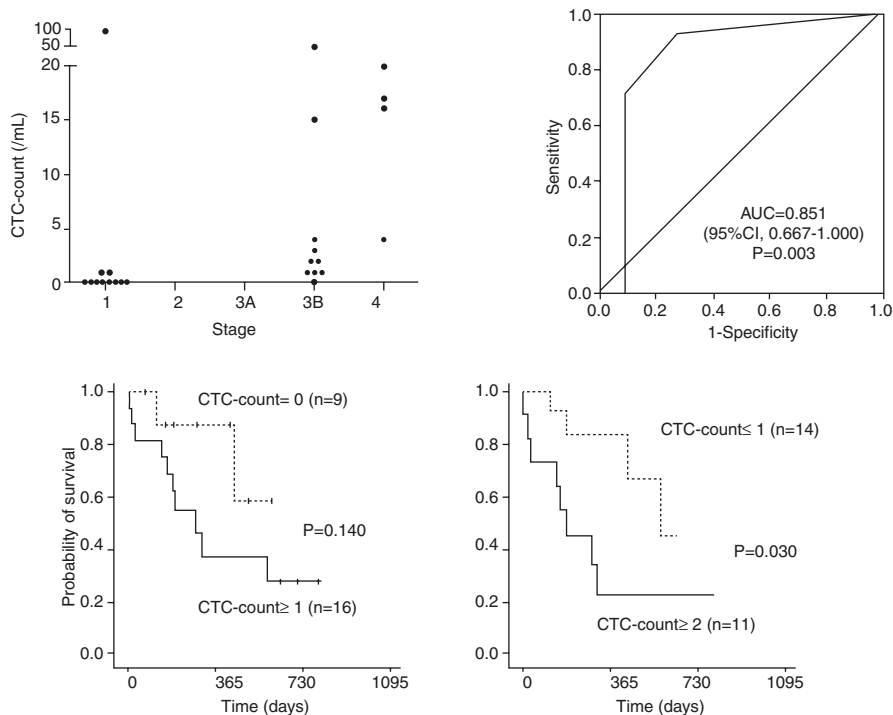 100
50
20
15
10
5
0
CTC-count (/mL)
1 2 3A 3B 4
Stage
1.0
0.8
0.6
0.4
0.2
0.0
Sensitivity
AUC=0.851
(95%CI, 0.667-1.000)
P=0.003
0.0 0.2 0.4 0.6 0.8 1.0
1-Specificity
1.0
0.8
0.6
0.4
0.2
0.0
Probability of survival
CTC-count= 0 (n=9)
P=0.140
CTC-count≥ 1 (n=16)
0 365 730 1095
Time (days)
1.0
0.8
0.6
0.4
0.2
0.0
CTC-count≤ 1 (n=14)
P=0.030
CTC-count≥ 2 (n=11)
0 365 730 1095
Time (days)